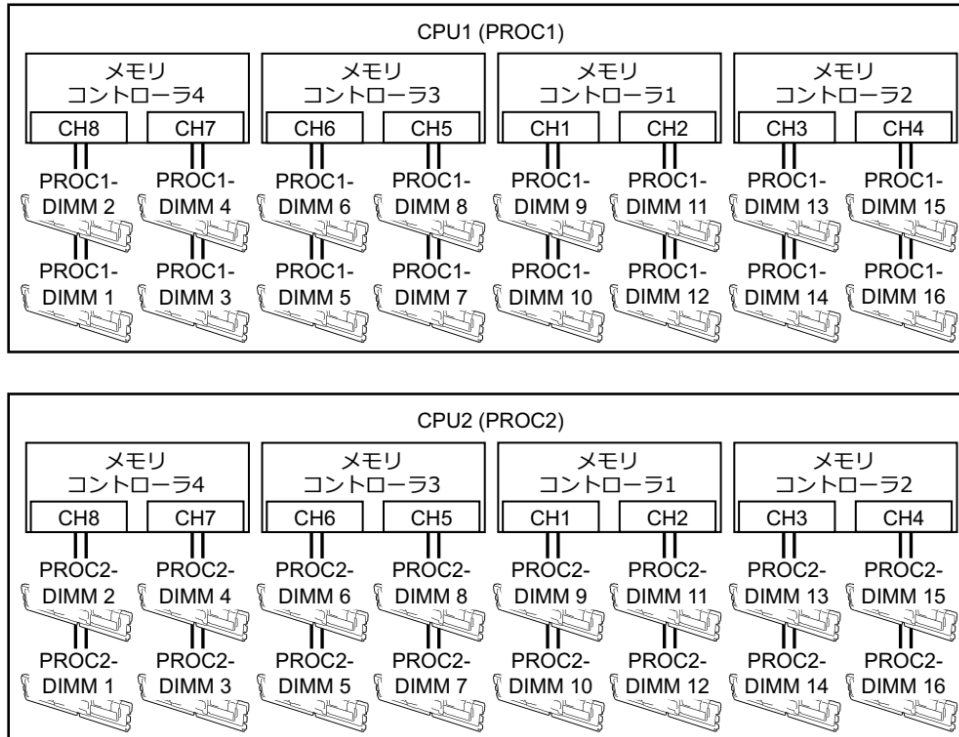 CPU1 (PROC1)
メモリ
コントローラ4
メモリ
コントローラ3
メモリ
コントローラ1
メモリ
コントローラ2
CH8 CH7 CH6 CH5 CH1 CH2 CH3 CH4
PROC1- PROC1- PROC1- PROC1- PROC1- PROC1- PROC1- PROC1-
DIMM 2 DIMM 4 DIMM 6 DIMM 8 DIMM 9 DIMM 11 DIMM 13 DIMM 15
PROC1- PROC1- PROC1- PROC1- PROC1- PROC1- PROC1- PROC1-
DIMM 1 DIMM 3 DIMM 5 DIMM 7 DIMM 10 DIMM 12 DIMM 14 DIMM 16
CPU2 (PROC2)
メモリ
コントローラ4
メモリ
コントローラ3
メモリ
コントローラ1
メモリ
コントローラ2
CH8 CH7 CH6 CH5 CH1 CH2 CH3 CH4
PROC2- PROC2- PROC2- PROC2- PROC2- PROC2- PROC2- PROC2-
DIMM 2 DIMM 4 DIMM 6 DIMM 8 DIMM 9 DIMM 11 DIMM 13 DIMM 15
PROC2- PROC2- PROC2- PROC2- PROC2- PROC2- PROC2- PROC2-
DIMM 1 DIMM 3 DIMM 5 DIMM 7 DIMM 10 DIMM 12 DIMM 14 DIMM 16